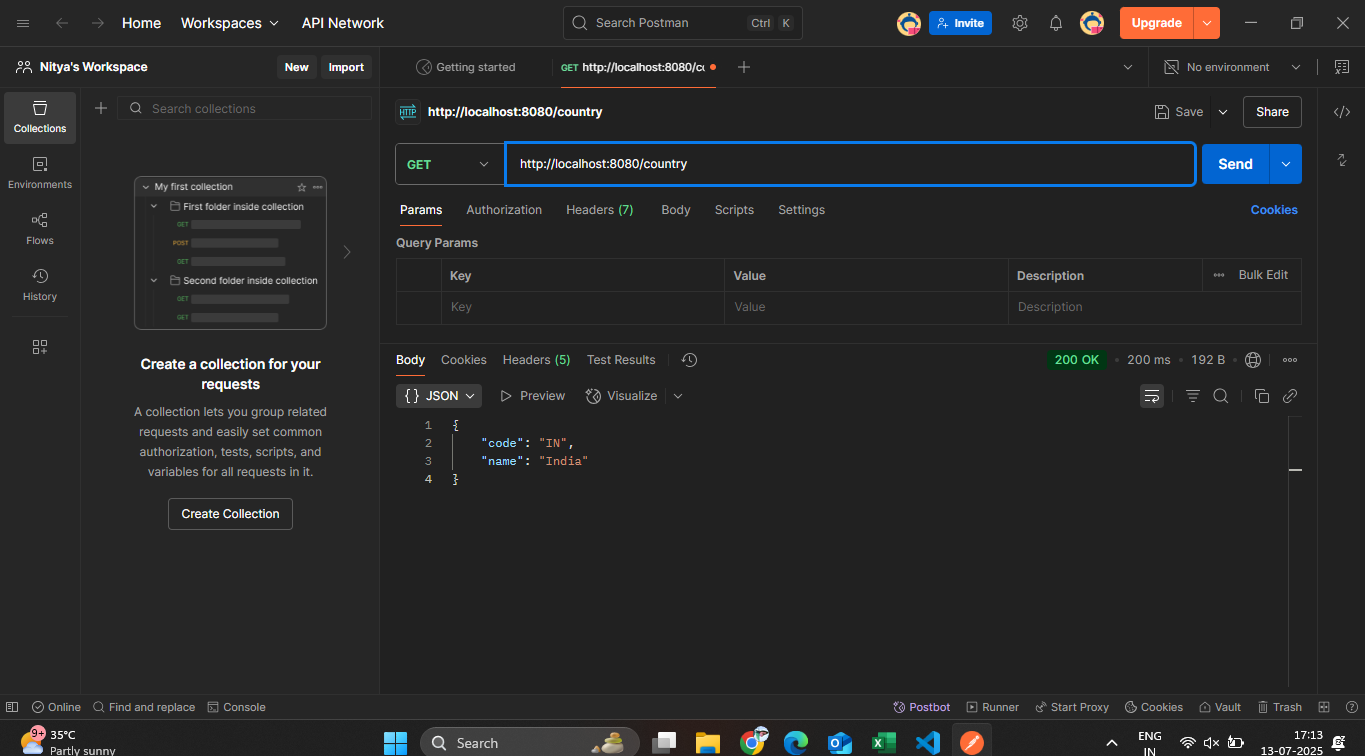 Home Workspaces API Network Search Postman Ctrl K Invite Upgrade
Nitya's Workspace New Import Getting started GET http://localhost:8080/co No environment
Collections Search collections HTTP http://localhost:8080/country Save Share
GET http://localhost:8080/country Send
Environments
Flows
History
My first collection
First folder inside collection
GET
POST
GET
Second folder inside collection
GET
GET
Create a collection for your
requests
A collection lets you group related
requests and easily set common
authorization, tests, scripts, and
variables for all requests in it.
Create Collection
Params Authorization Headers (7) Body Scripts Settings Cookies
Query Params
Key Value Description Bulk Edit
Key Value Description
Body Cookies Headers (5) Test Results 200 OK 200 ms 192 B
{ } JSON Preview Visualize
1 {
2 "code": "IN",
3 "name": "India"
4 }
Online Find and replace Console Postbot Runner Start Proxy Cookies Vault Trash
9+ 35°C
Partly sunny
Search
ENG
IN
17:13
13-07-2025